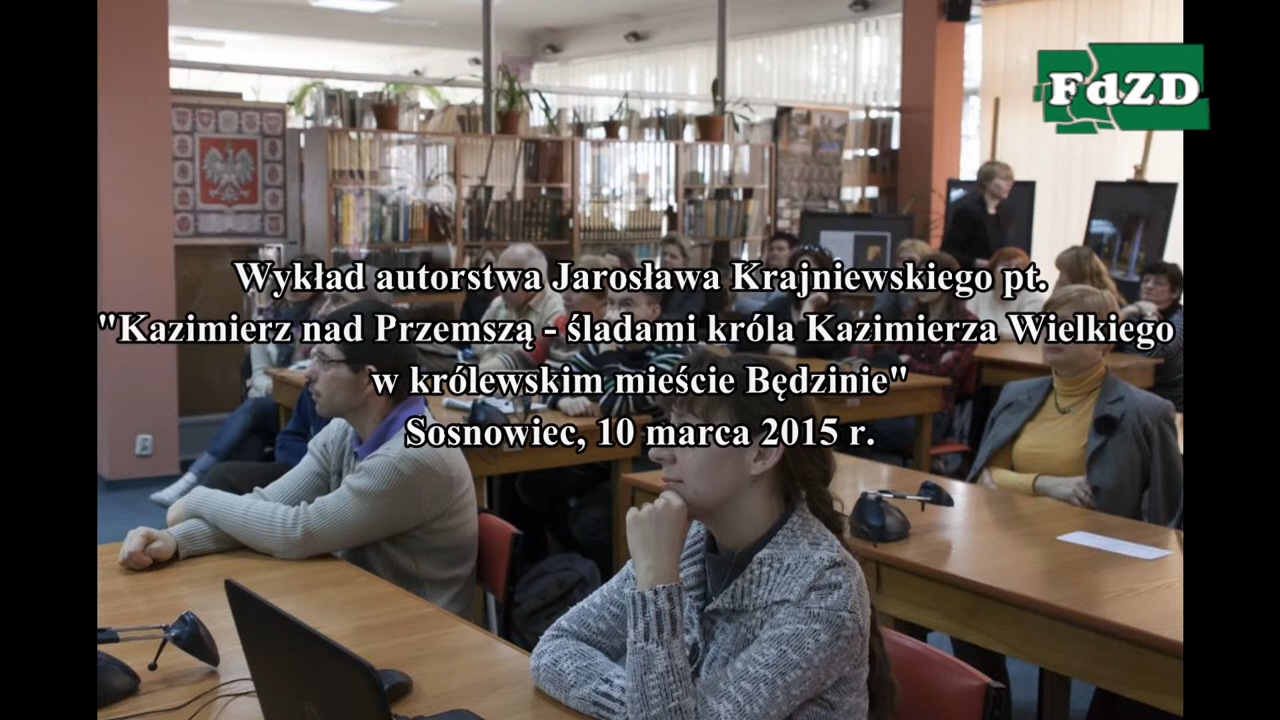 FdZD
Wykład autorstwa Jarosława Krajniewskiego pt.
"Kazimierz nad Przemszą - śladami króla Kazimierza Wielkiego
w królewskim mieście Będzinie"
Sosnowiec, 10 marca 2015 r.